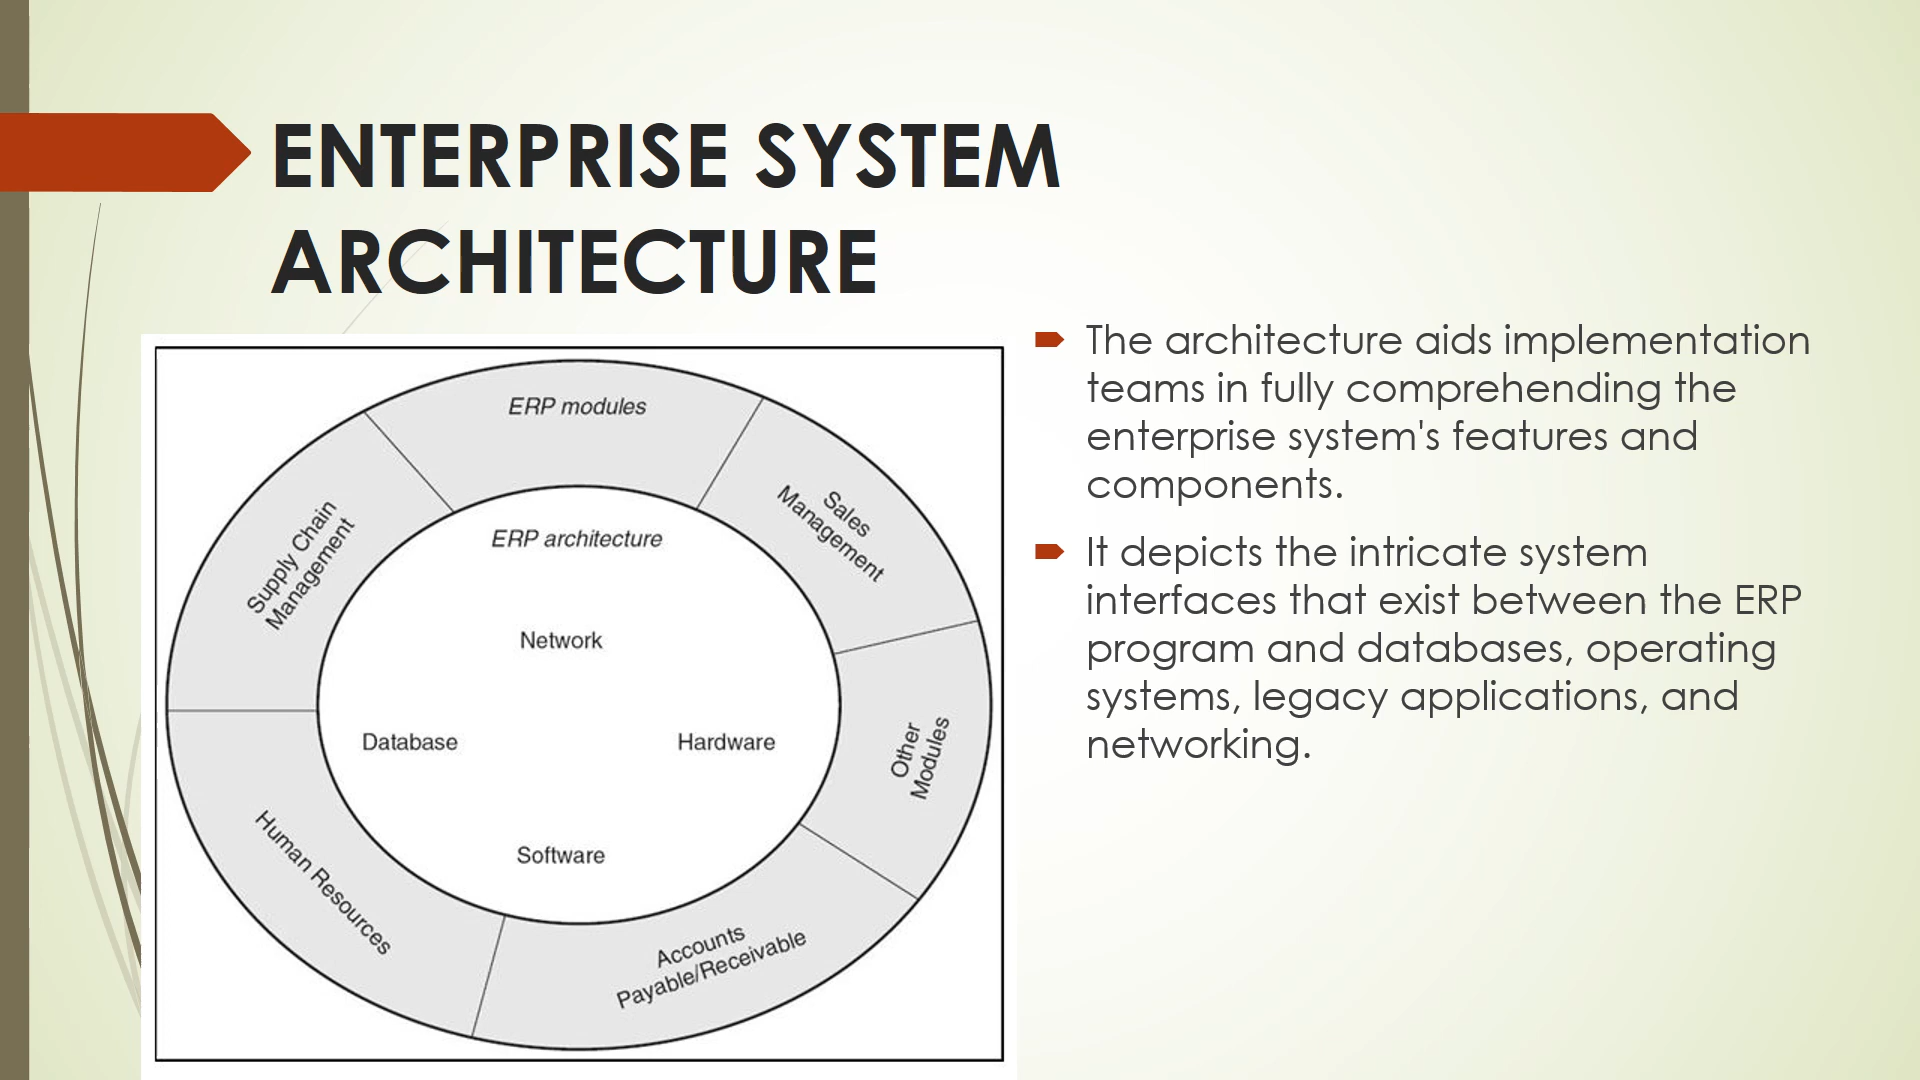 ENTERPRISE SYSTEM
ARCHITECTURE
ERP modules
Sales
Management
Other
Modules
Accounts
Payable/Receivable
Human Resources
Supply Chain
Management
ERP architecture
Network
Database
Hardware
Software
The architecture aids implementation
teams in fully comprehending the
enterprise system's features and
components.
It depicts the intricate system
interfaces that exist between the ERP
program and databases, operating
systems, legacy applications, and
networking.